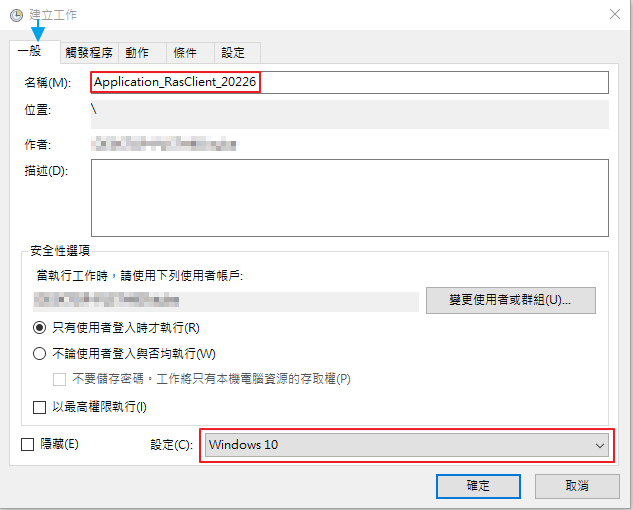 建立工作
一般 觸發程序 動作 條件 設定
名稱(M): Application_RasClient_20226
位置: \
作者:
描述(D):
安全性選項
當執行工作時，請使用下列使用者帳戶:
變更使用者或群組(U)...
只有使用者登入時才執行(R)
不論使用者登入與否均執行(W)
不要儲存密碼。工作將只有本機電腦資源的存取權(P)
以最高權限執行(I)
隱藏(E) 設定(C): Windows 10
確定 取消